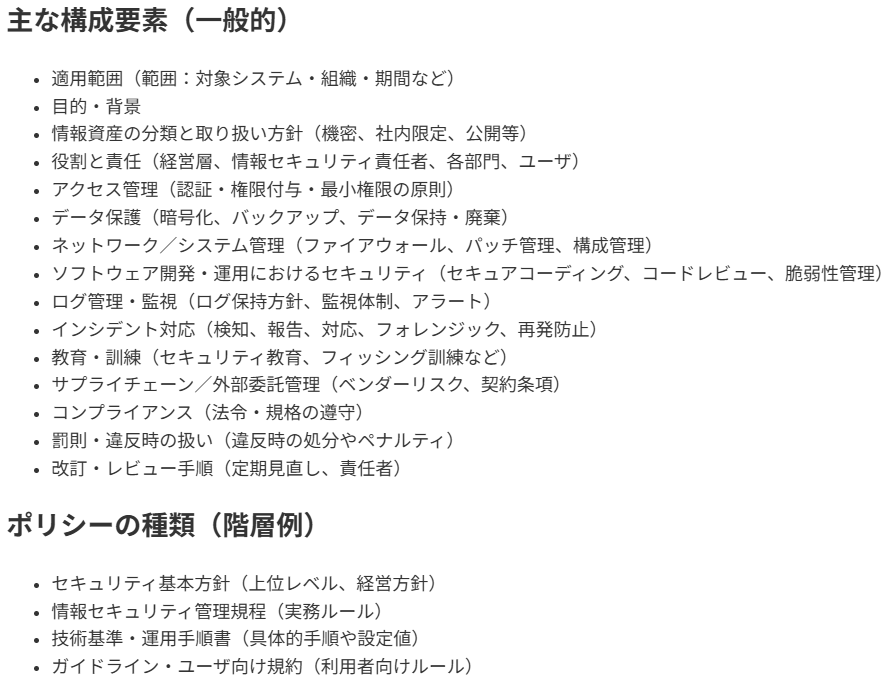 主な構成要素（一般的）
・適用範囲（範囲：対象システム・組織・期間など）
・目的・背景
・情報資産の分類と取り扱い方針（機密、社内限定、公開等）
・役割と責任（経営層、情報セキュリティ責任者、各部門、ユーザ）
・アクセス管理（認証・権限付与・最小権限の原則）
・データ保護（暗号化、バックアップ、データ保持・廃棄）
・ネットワーク／システム管理（ファイアウォール、パッチ管理、構成管理）
・ソフトウェア開発・運用におけるセキュリティ（セキュアコーディング、コードレビュー、脆弱性管理）
・ログ管理・監視（ログ保持方針、監視体制、アラート）
・インシデント対応（検知、報告、対応、フォレンジック、再発防止）
・教育・訓練（セキュリティ教育、フィッシング訓練など）
・サプライチェーン／外部委託管理（ベンダーリスク、契約条項）
・コンプライアンス（法令・規格の遵守）
・罰則・違反時の扱い（違反時の処分やペナルティ）
・改訂・レビュー手順（定期見直し、責任者）
ポリシーの種類（階層例）
・セキュリティ基本方針（上位レベル、経営方針）
・情報セキュリティ管理規程（実務ルール）
・技術基準・運用手順書（具体的手順や設定値）
・ガイドライン・ユーザ向け規約（利用者向けルール）